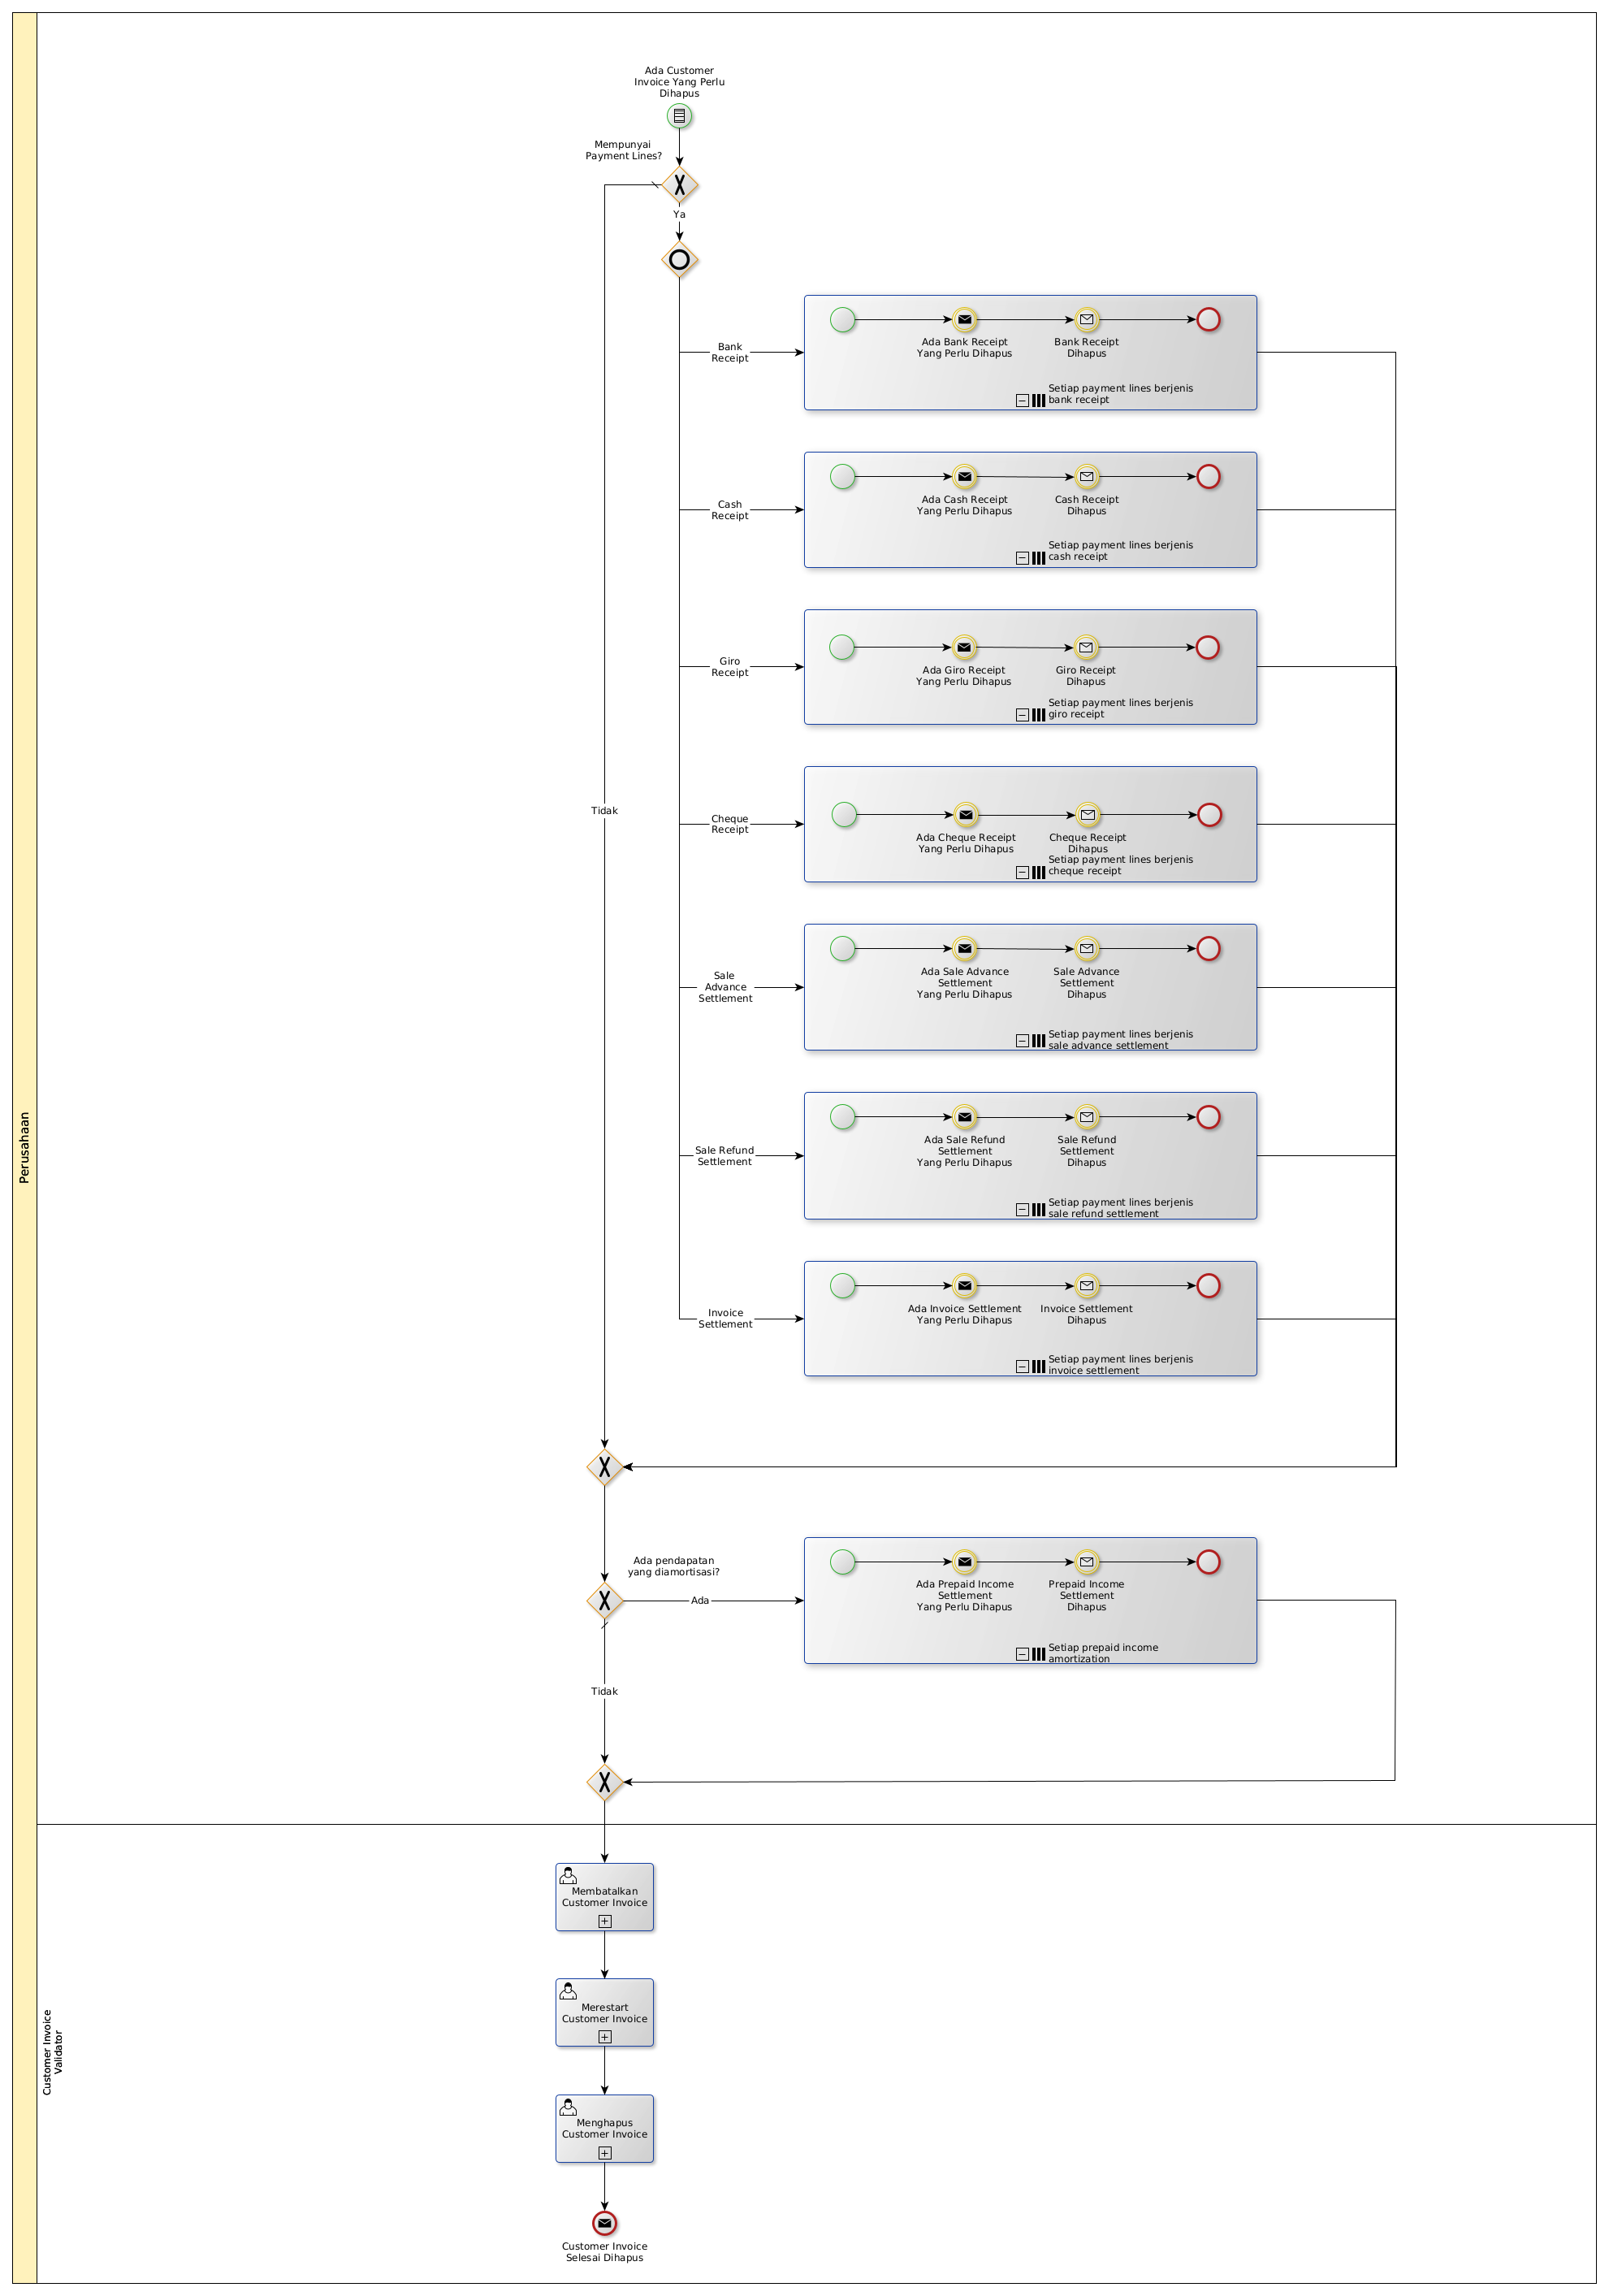 Perusahaan
Ada Customer
Invoice Yang Perlu
Dihapus
Mempunyai
Payment Lines?
Ya
Bank
Receipt
Ada Bank Receipt
Yang Perlu Dihapus
Bank Receipt
Dihapus
Setiap payment lines berjenis
bank receipt
Cash
Receipt
Ada Cash Receipt
Yang Perlu Dihapus
Cash Receipt
Dihapus
Setiap payment lines berjenis
cash receipt
Giro
Receipt
Ada Giro Receipt
Yang Perlu Dihapus
Giro Receipt
Dihapus
Setiap payment lines berjenis
giro receipt
Tidak
Cheque
Receipt
Ada Cheque Receipt
Yang Perlu Dihapus
Cheque Receipt
Dihapus
Setiap payment lines berjenis
cheque receipt
Sale
Advance
Settlement
Ada Sale Advance
Settlement
Yang Perlu Dihapus
Sale Advance
Settlement
Dihapus
Setiap payment lines berjenis
sale advance settlement
Sale Refund
Settlement
Ada Sale Refund
Settlement
Yang Perlu Dihapus
Sale Refund
Settlement
Dihapus
Setiap payment lines berjenis
sale refund settlement
Invoice
Settlement
Ada Invoice Settlement
Yang Perlu Dihapus
Invoice Settlement
Dihapus
Setiap payment lines berjenis
invoice settlement
Ada pendapatan
yang diamortisasi?
Ada
Ada Prepaid Income
Settlement
Yang Perlu Dihapus
Prepaid Income
Settlement
Dihapus
Setiap prepaid income
amortization
Tidak
Customer Invoice
Validator
Membatalkan
Customer Invoice
Merestart
Customer Invoice
Menghapus
Customer Invoice
Customer Invoice
Selesai Dihapus